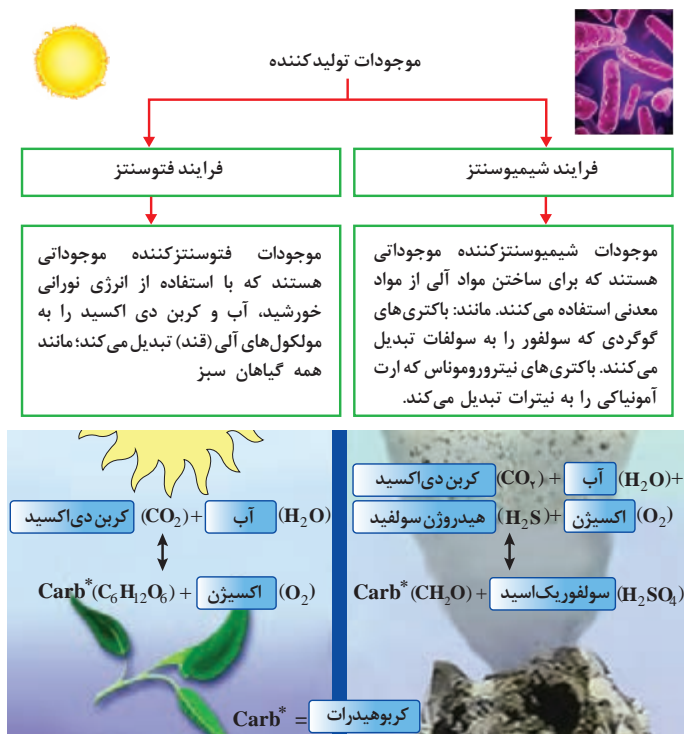 موجودات تولیدکننده
فرایند شیمیوسنتز
فرایند فتوسنتز
موجودات شیمیوسنتزکننده موجوداتی
هستند که برای ساختن مواد آلی از مواد
معدنی استفاده می‌کنند. مانند: باکتری‌های
گوگردی که سولفور را به سولفات تبدیل
می‌کنند. باکتری‌های نیتروروموناس که ارت
آمونیاکی را به نیترات تبدیل می‌کند.
موجودات فتوسنتزکننده موجوداتی
هستند که با استفاده از انرژی نورانی
خورشید، آب و کربن دی اکسید را به
مولکول‌های آلی (قند) تبدیل می‌کند؛ مانند
همه گیاهان سبز
کربن دی‌اکسید (CO₂) + آب (H₂O)+
هیدروژن سولفید (H₂S)+ اکسیژن (O₂)
Carb*(CH₂O) + سولفوریک‌اسید (H₂SO₄)
کربن دی‌اکسید (CO₂)+ آب (H₂O)
Carb*(C₆H₁₂O₆) + اکسیژن (O₂)
Carb* = کربوهیدرات